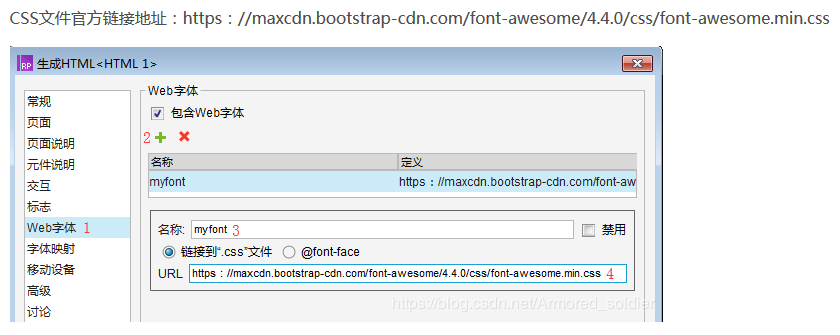 CSS文件官方链接地址：https：//maxcdn.bootstrap-cdn.com/font-awesome/4.4.0/css/font-awesome.min.css
RP 生成HTML<HTML 1>
常规
页面
页面说明
元件说明
交互
标志
Web字体 1
字体映射
移动设备
高级
讨论
Web字体
包含Web字体
2
名称 定义
myfont https：//maxcdn.bootstrap-cdn.com/font-aw
名称: myfont 3 禁用
链接到“.css”文件 @font-face
URL https：//maxcdn.bootstrap-cdn.com/font-awesome/4.4.0/css/font-awesome.min.css 4
https://blog.csdn.net/Armored_soldier